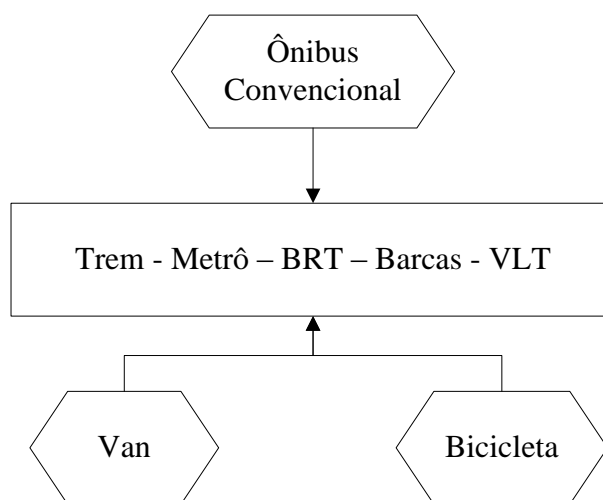 Ônibus
Convencional
Trem - Metrô – BRT – Barcas - VLT
Van
Bicicleta